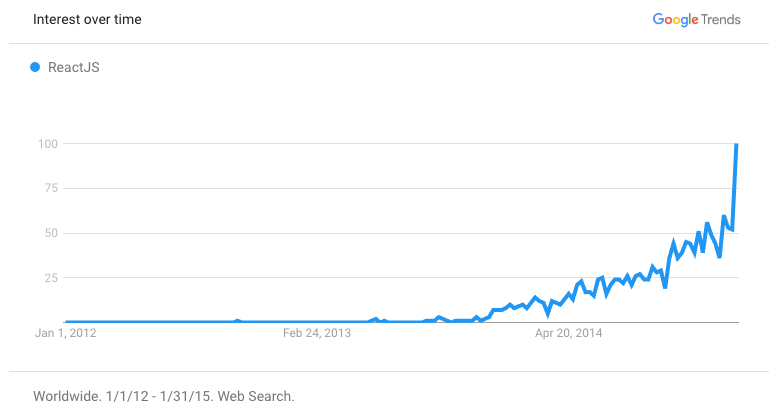 Interest over time
Google Trends
ReactJS
100
75
50
25
Jan 1, 2012
Feb 24, 2013
Apr 20, 2014
Worldwide. 1/1/12 - 1/31/15. Web Search.